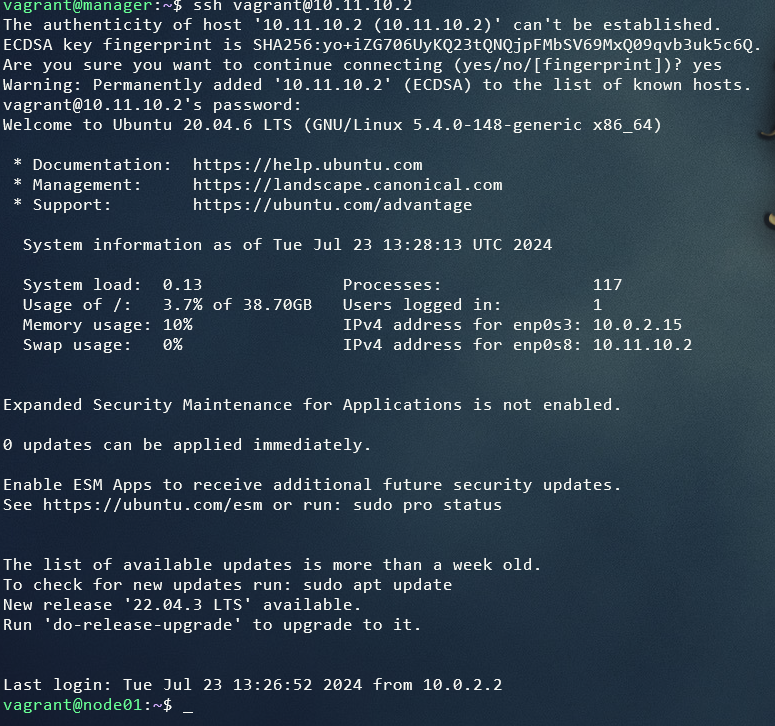 vagrant@manager:~$ ssh vagrant@10.11.10.2
The authenticity of host '10.11.10.2 (10.11.10.2)' can't be established.
ECDSA key fingerprint is SHA256:yo+iZG706UyKQ23tQNQjpFMbSV69MxQ09qvb3uk5c6Q.
Are you sure you want to continue connecting (yes/no/[fingerprint])? yes
Warning: Permanently added '10.11.10.2' (ECDSA) to the list of known hosts.
vagrant@10.11.10.2's password:
Welcome to Ubuntu 20.04.6 LTS (GNU/Linux 5.4.0-148-generic x86_64)

 * Documentation:  https://help.ubuntu.com
 * Management:     https://landscape.canonical.com
 * Support:        https://ubuntu.com/advantage

  System information as of Tue Jul 23 13:28:13 UTC 2024

  System load:  0.13               Processes:               117
  Usage of /:   3.7% of 38.70GB   Users logged in:         1
  Memory usage: 10%               IPv4 address for enp0s3: 10.0.2.15
  Swap usage:   0%                IPv4 address for enp0s8: 10.11.10.2

Expanded Security Maintenance for Applications is not enabled.

0 updates can be applied immediately.

Enable ESM Apps to receive additional future security updates.
See https://ubuntu.com/esm or run: sudo pro status

The list of available updates is more than a week old.
To check for new updates run: sudo apt update
New release '22.04.3 LTS' available.
Run 'do-release-upgrade' to upgrade to it.

Last login: Tue Jul 23 13:26:52 2024 from 10.0.2.2
vagrant@node01:~$ _